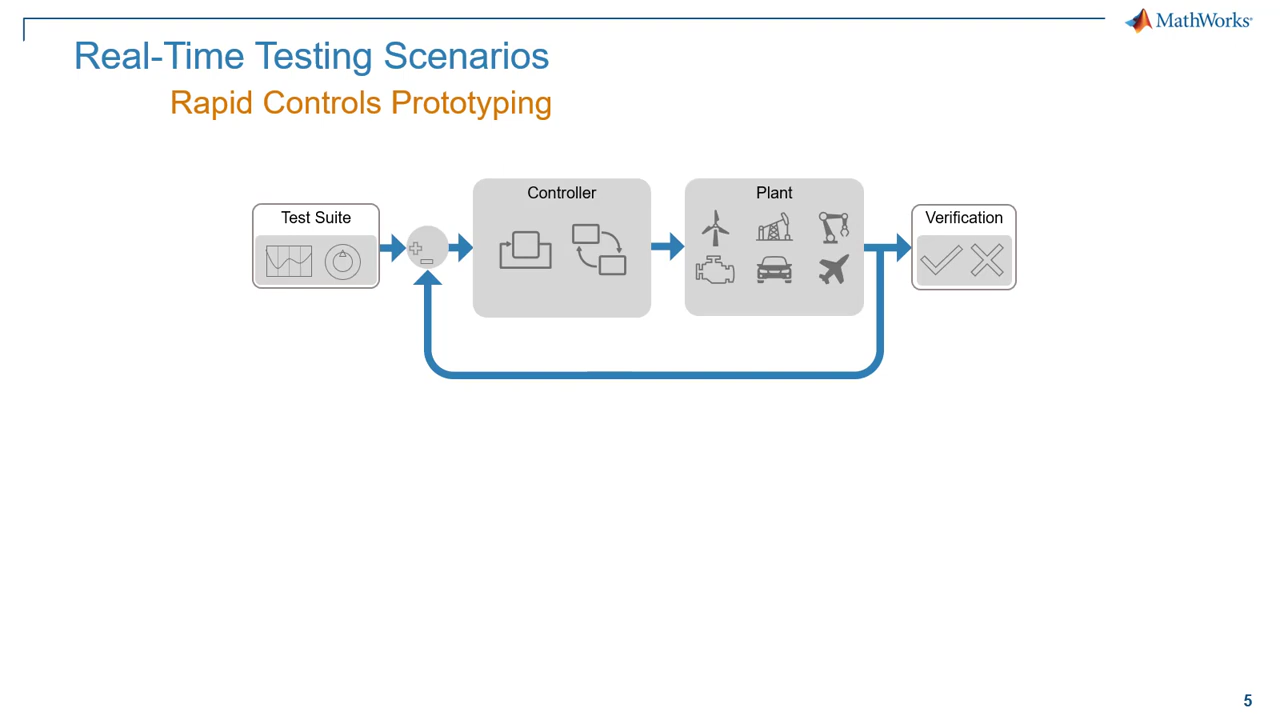 MathWorks®
Real-Time Testing Scenarios
Rapid Controls Prototyping
Test Suite
Controller
Plant
Verification
5